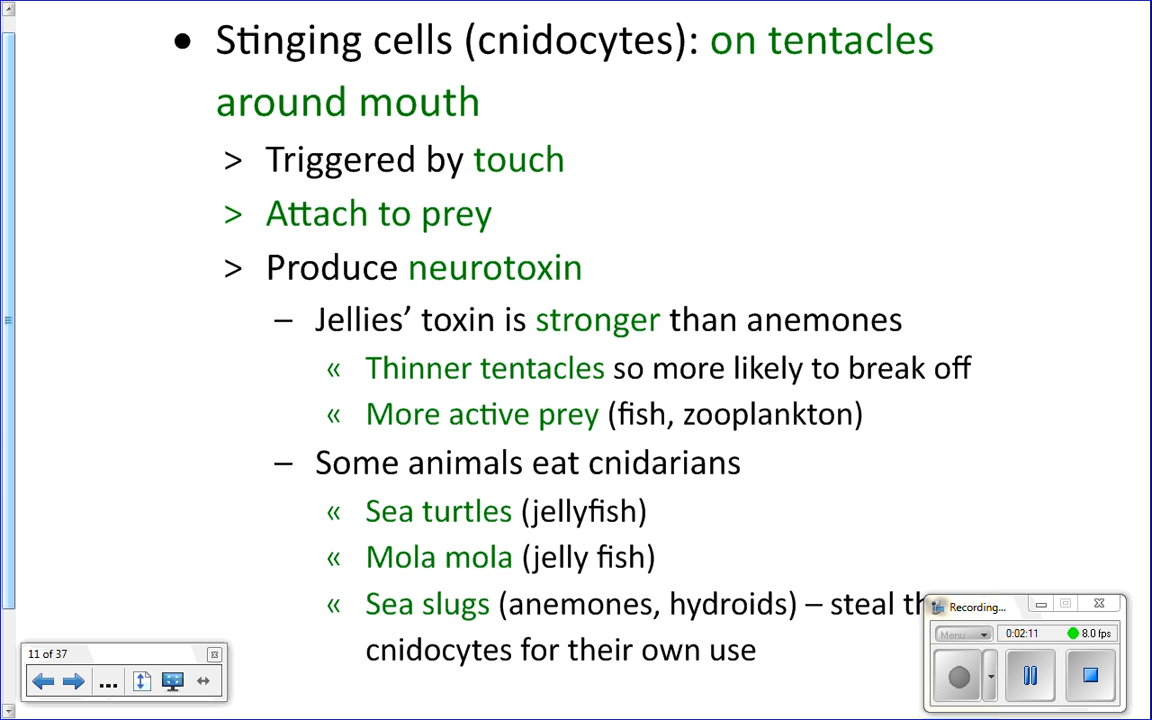 • Stinging cells (cnidocytes): on tentacles
around mouth
> Triggered by touch
> Attach to prey
> Produce neurotoxin
– Jellies’ toxin is stronger than anemones
« Thinner tentacles so more likely to break off
« More active prey (fish, zooplankton)
– Some animals eat cnidarians
« Sea turtles (jellyfish)
« Mola mola (jelly fish)
« Sea slugs (anemones, hydroids) – steal
cnidocytes for their own use
11 of 37
...
Recording...
Menu
0:02:11
8.0 fps